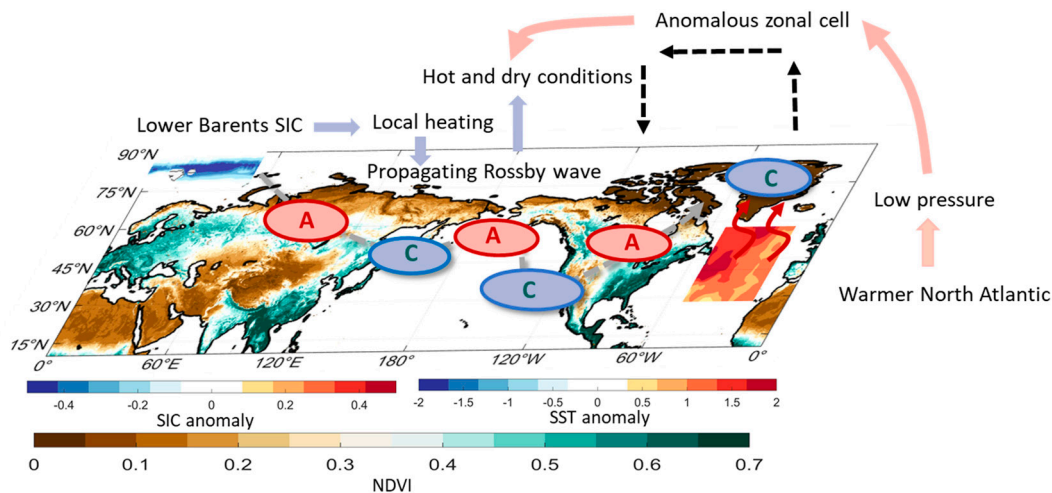 Anomalous zonal cell
Hot and dry conditions
Lower Barents SIC
Local heating
90°N
Propagating Rossby wave
75°N
C
Low pressure
60°N
A
A
A
C
45°N
C
30°N
Warmer North Atlantic
15°N
0°
60°E
120°E
180°
120°W
60°W
0°
-0.4 -0.2 0 0.2 0.4
-2 -1.5 -1 -0.5 0 0.5 1 1.5 2
SIC anomaly
SST anomaly
0 0.1 0.2 0.3 0.4 0.5 0.6 0.7
NDVI